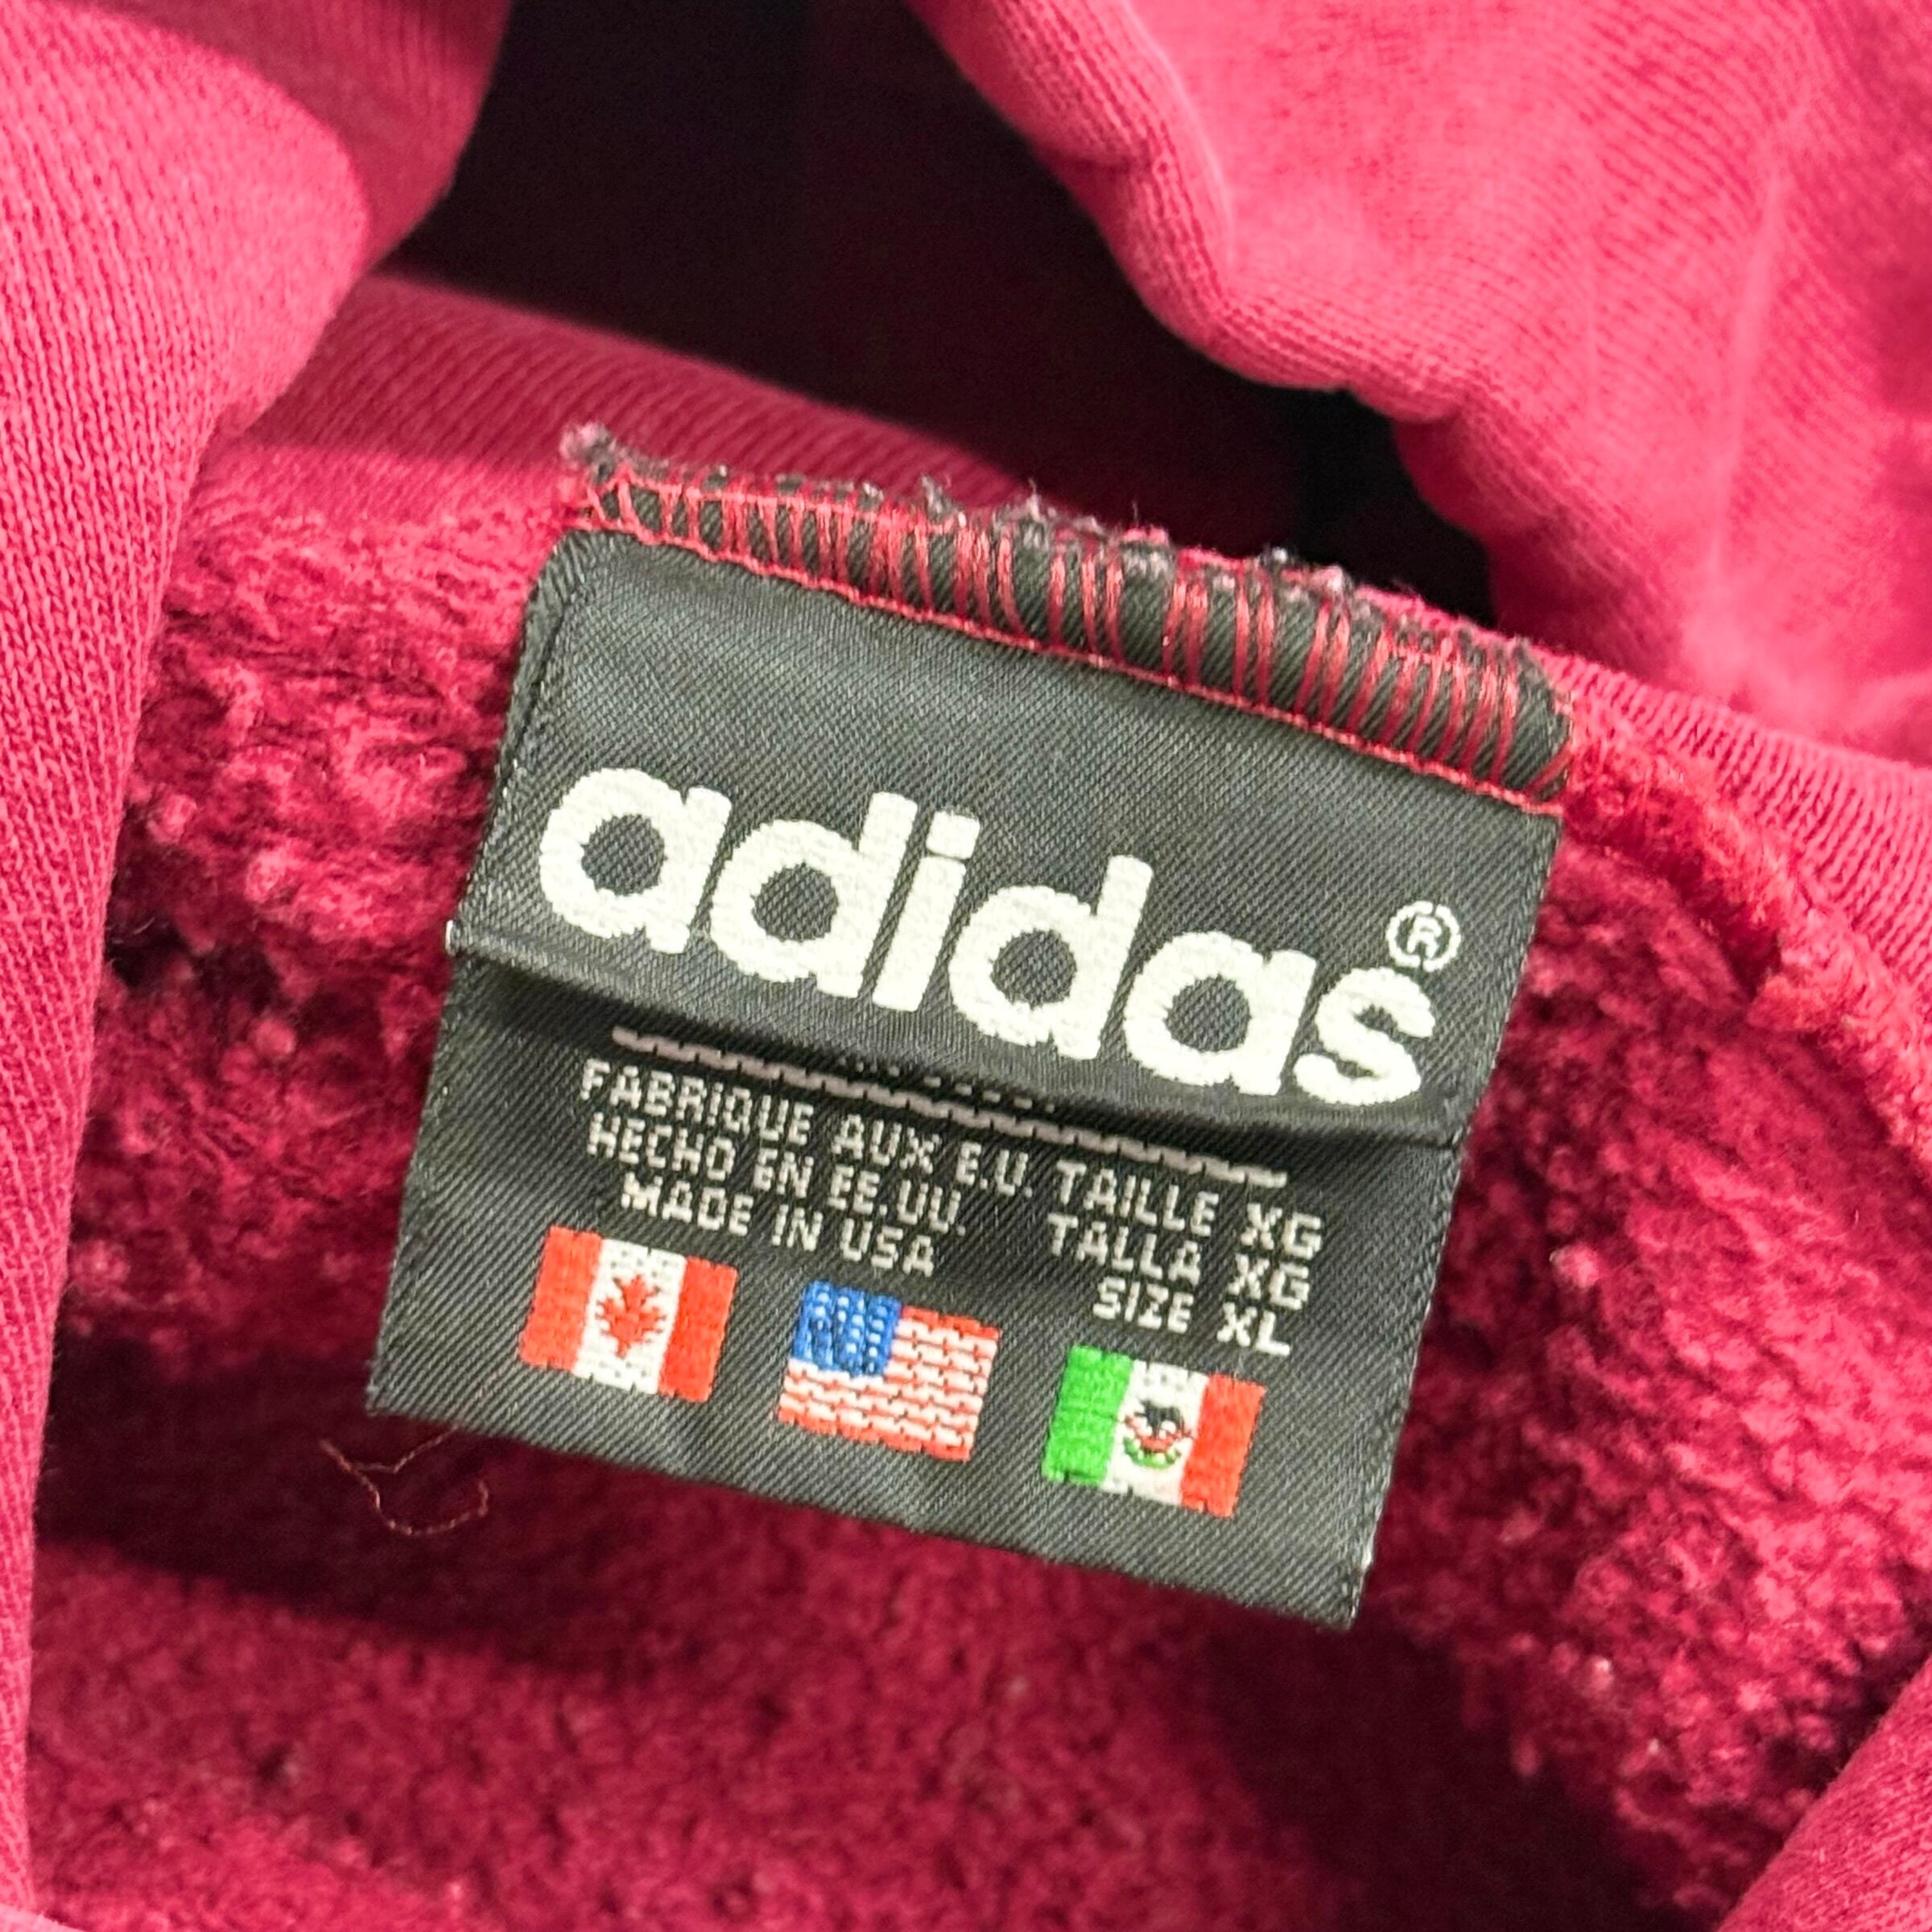 adidas®
FABRIQUE AUX E.U. TAILLE XG
HECHO EN EE.UU. TALLA XG
MADE IN USA SIZE XL